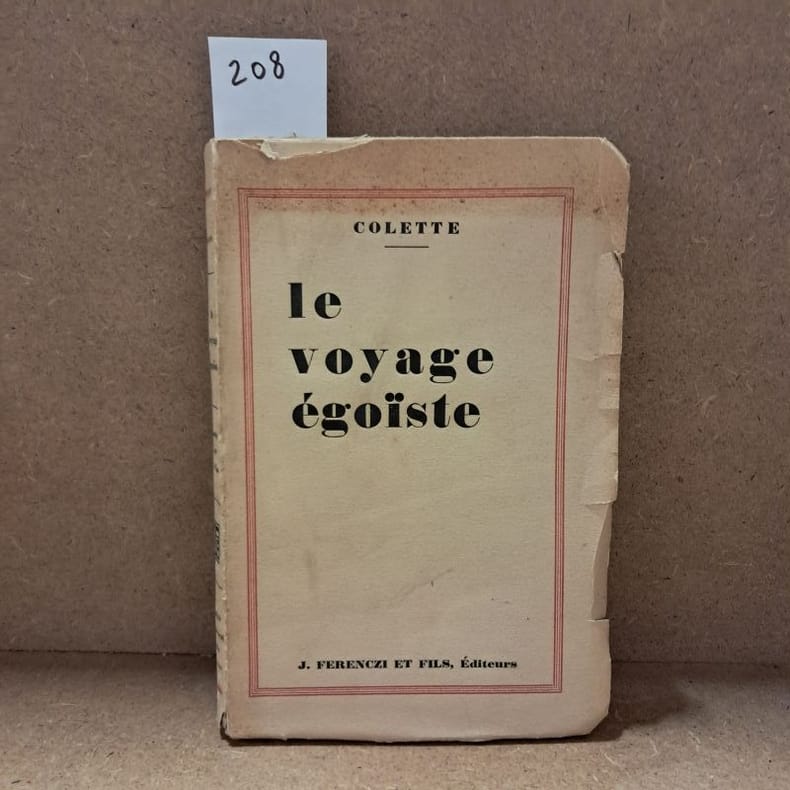 208
COLETTE
le
voyage
égoïste
J. FERENCZI ET FILS, Éditeurs